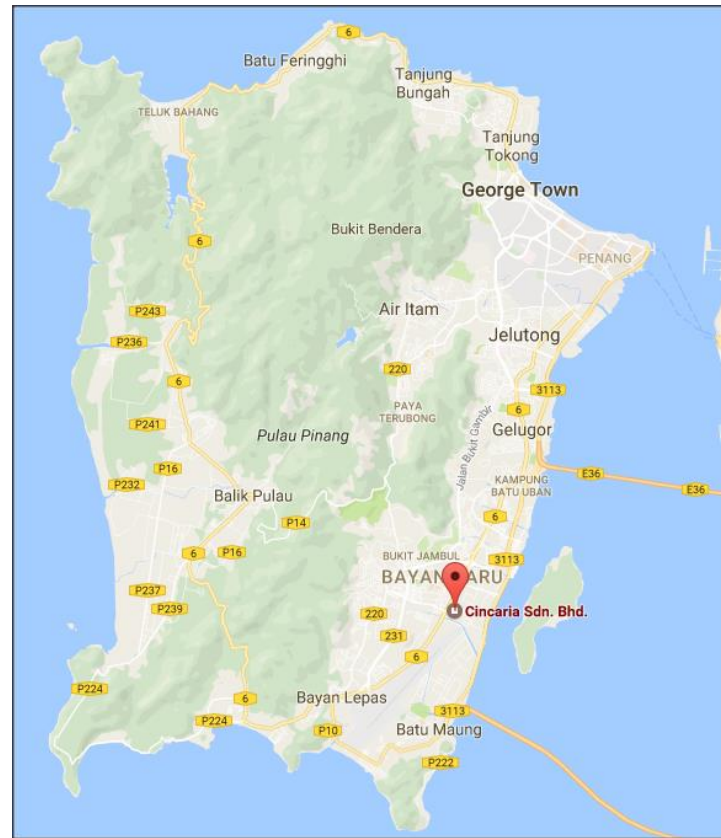 6
Batu Feringghi
Tanjung
Bungah
TELUK BAHANG
Tanjung
Tokong
George Town
Bukit Bendera
6
PENANG
P243
Air Itam
P236
Jelutong
220
6
3113
PAYA
TERUBONG
6
P241
Jalan Bukit Gambir
Gelugor
Pulau Pinang
P16
E36
P232
KAMPUNG
BATU UBAN
E36
Balik Pulau
6
P14
6
P16
BUKIT JAMBUL
3113
P237
P239
220
Cincaria Sdn. Bhd.
231
6
P224
6
Bayan Lepas
3113
P224
P10
Batu Maung
P222